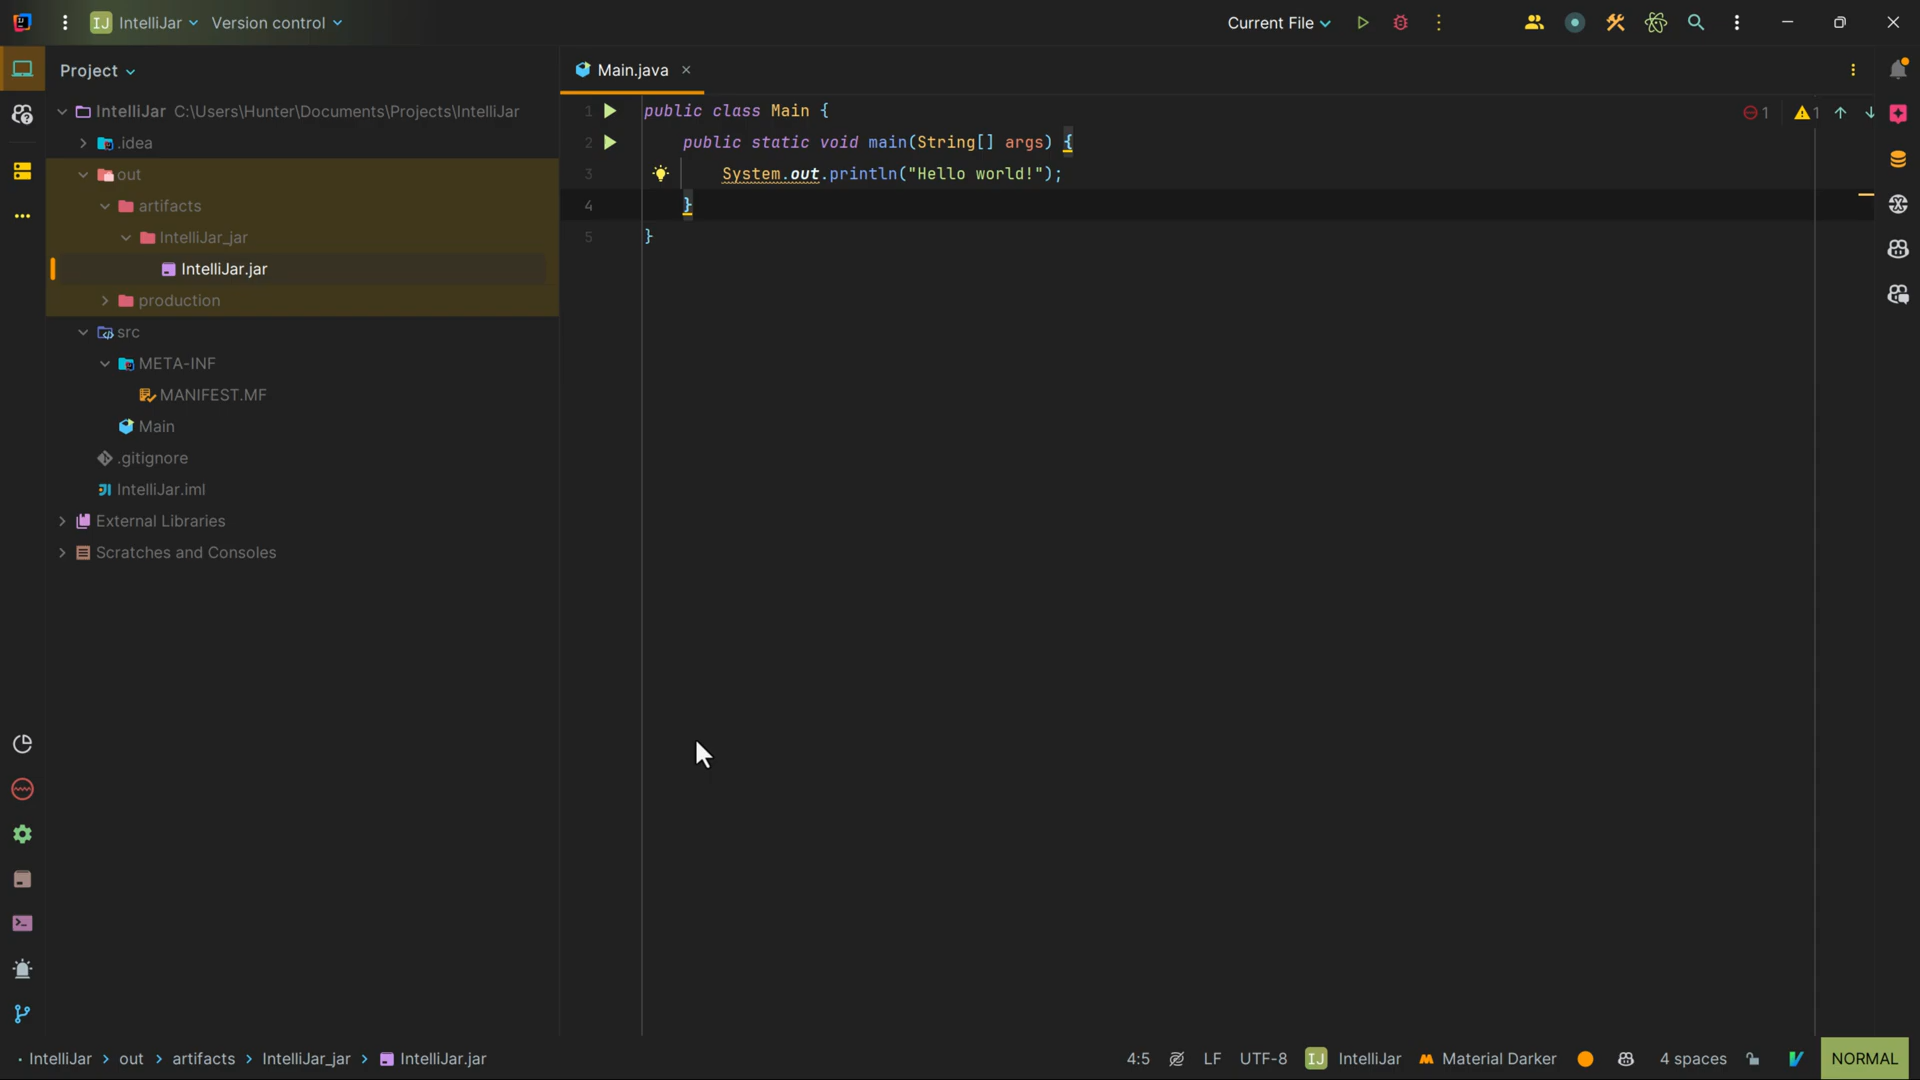 IJ IntelliJar Version control Current File
Project
Main.java
IntelliJar C:\Users\Hunter\Documents\Projects\IntelliJar
.idea
out
artifacts
IntelliJar_jar
IntelliJar.jar
production
src
META-INF
MANIFEST.MF
Main
.gitignore
IntelliJar.iml
External Libraries
Scratches and Consoles
1 public class Main {
2 public static void main(String[] args) {
3 System.out.println("Hello world!");
4 }
5 }
1 1
IntelliJar > out > artifacts > IntelliJar_jar > IntelliJar.jar
4:5 LF UTF-8 IJ IntelliJar Material Darker 4 spaces NORMAL